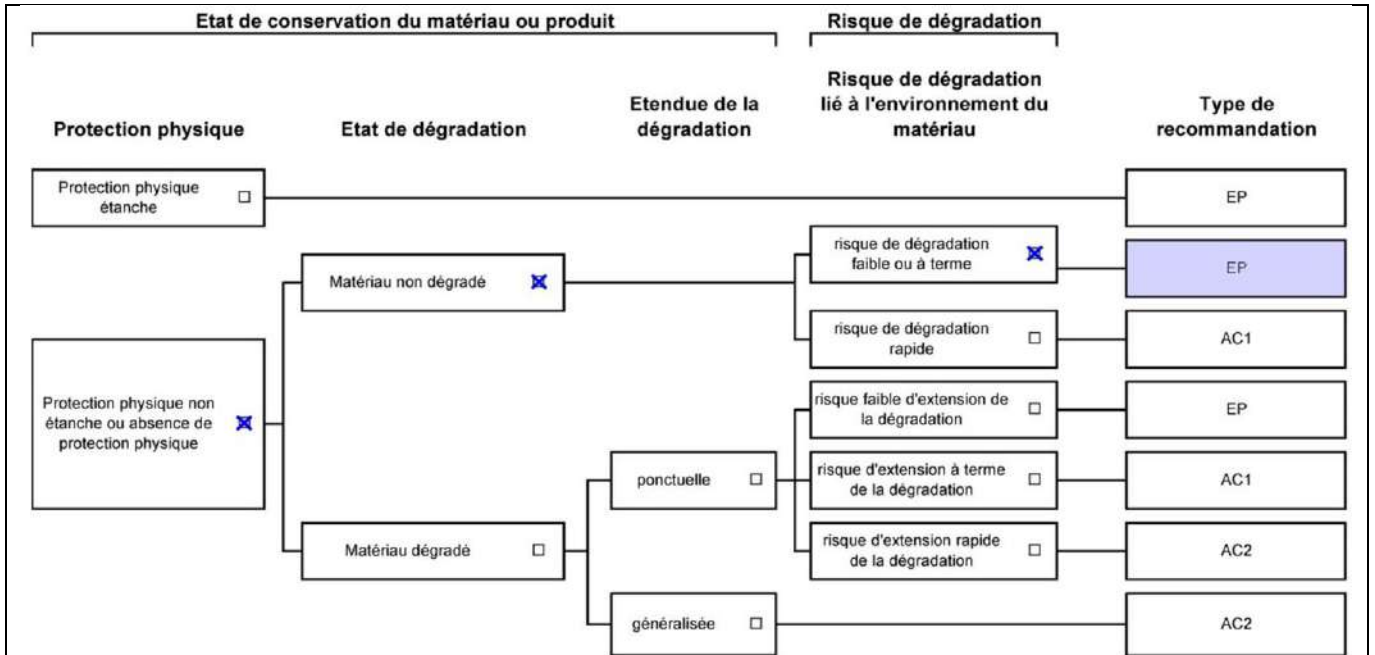 Etat de conservation du matériau ou produit
Risque de dégradation
Protection physique
Etat de dégradation
Etendue de la
dégradation
Risque de dégradation
lié à l'environnement du
matériau
Type de
recommandation
Protection physique
étanche
EP
risque de dégradation
faible ou à terme
EP
Matériau non dégradé
risque de dégradation
rapide
AC1
Protection physique non
étanche ou absence de
protection physique
risque faible d'extension de
la dégradation
EP
ponctuelle
risque d'extension à terme
de la dégradation
AC1
Matériau dégradé
risque d'extension rapide
de la dégradation
AC2
généralisée
AC2